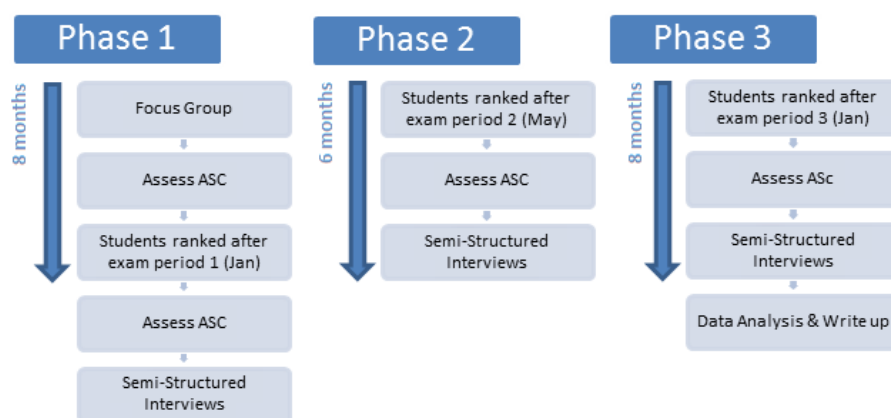 Phase 1
8 months
Focus Group
Assess ASC
Students ranked after
exam period 1 (Jan)
Assess ASC
Semi-Structured
Interviews
Phase 2
6 months
Students ranked after
exam period 2 (May)
Assess ASC
Semi-Structured
Interviews
Phase 3
8 months
Students ranked after
exam period 3 (Jan)
Assess ASc
Semi-Structured
Interviews
Data Analysis & Write up